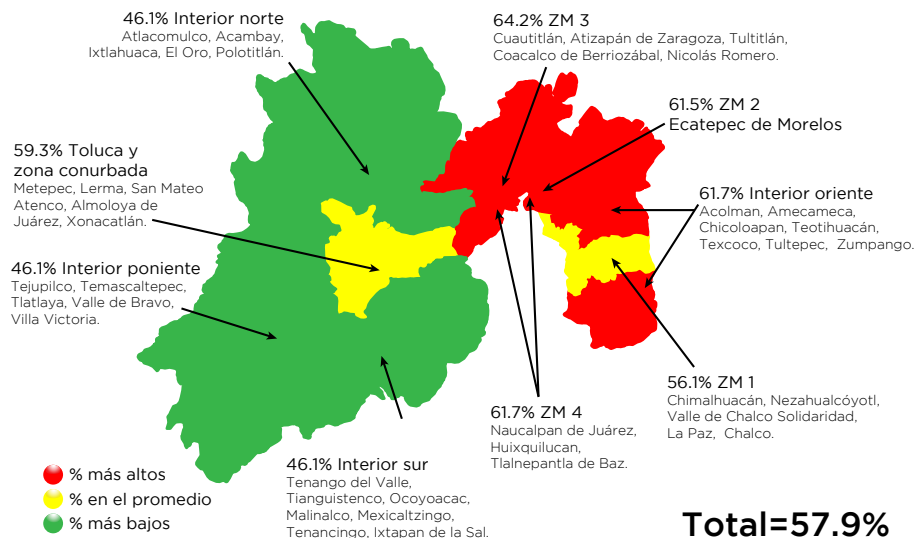 46.1% Interior norte
Atlacomulco, Acambay,
Ixtlahuaca, El Oro, Polotitlán.
64.2% ZM 3
Cuautitlán, Atizapán de Zaragoza, Tultitlán,
Coacalco de Berriozábal, Nicolás Romero.
61.5% ZM 2
Ecatepec de Morelos
59.3% Toluca y
zona conurbada
Metepec, Lerma, San Mateo
Atenco, Almoloya de
Juárez, Xonacatlán.
61.7% Interior oriente
Acolman, Amecameca,
Chicoloapan, Teotihuacán,
Texcoco, Tultepec, Zumpango.
46.1% Interior poniente
Tejupilco, Temascaltepec,
Tlatlaya, Valle de Bravo,
Villa Victoria.
56.1% ZM 1
Chimalhuacán, Nezahualcóyotl,
Valle de Chalco Solidaridad,
La Paz, Chalco.
61.7% ZM 4
Naucalpan de Juárez,
Huixquilucan,
Tlalnepantla de Baz.
46.1% Interior sur
Tenango del Valle,
Tianguistenco, Ocoyoacac,
Malinalco, Mexicaltzingo,
Tenancingo, Ixtapan de la Sal.
% más altos
% en el promedio
% más bajos
Total=57.9%